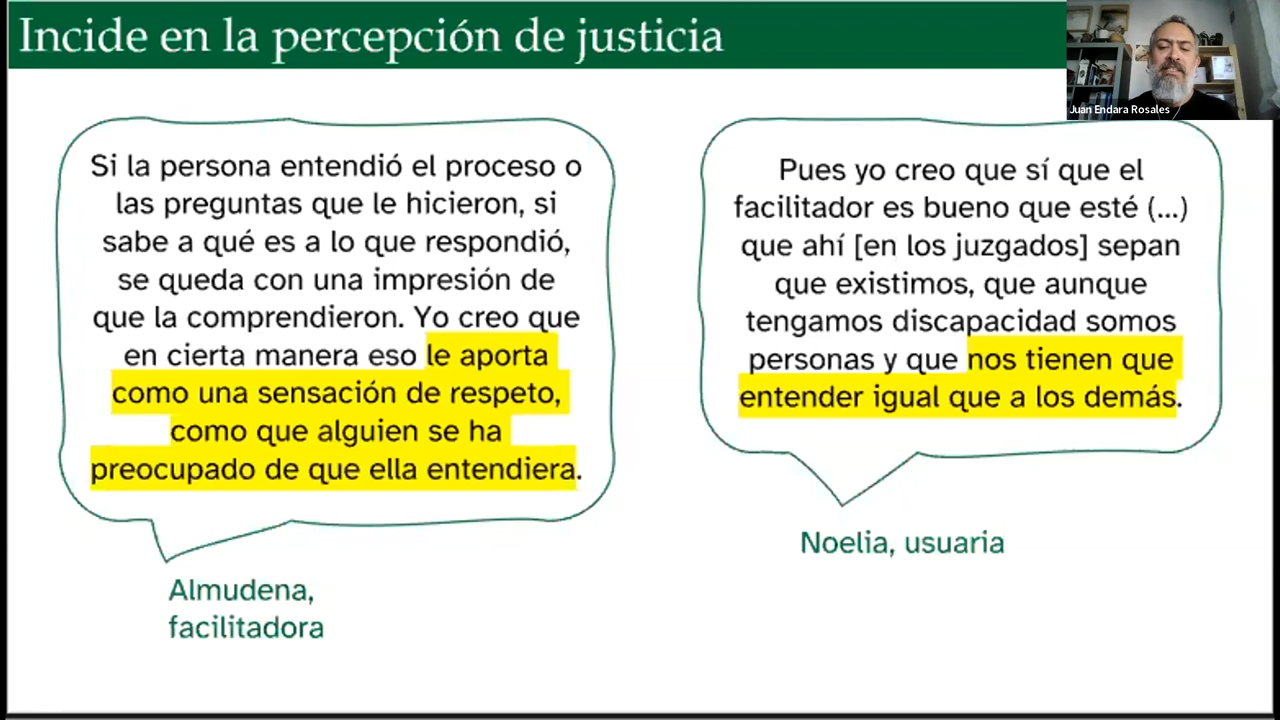 Incide en la percepción de justicia
Juan Endara Rosales
Si la persona entendió el proceso o
las preguntas que le hicieron, si
sabe a qué es a lo que respondió,
se queda con una impresión de
que la comprendieron. Yo creo que
en cierta manera eso le aporta
como una sensación de respeto,
como que alguien se ha
preocupado de que ella entendiera.
Almudena,
facilitadora
Pues yo creo que sí que el
facilitador es bueno que esté (...)
que ahí [en los juzgados] sepan
que existimos, que aunque
tengamos discapacidad somos
personas y que nos tienen que
entender igual que a los demás.
Noelia, usuaria